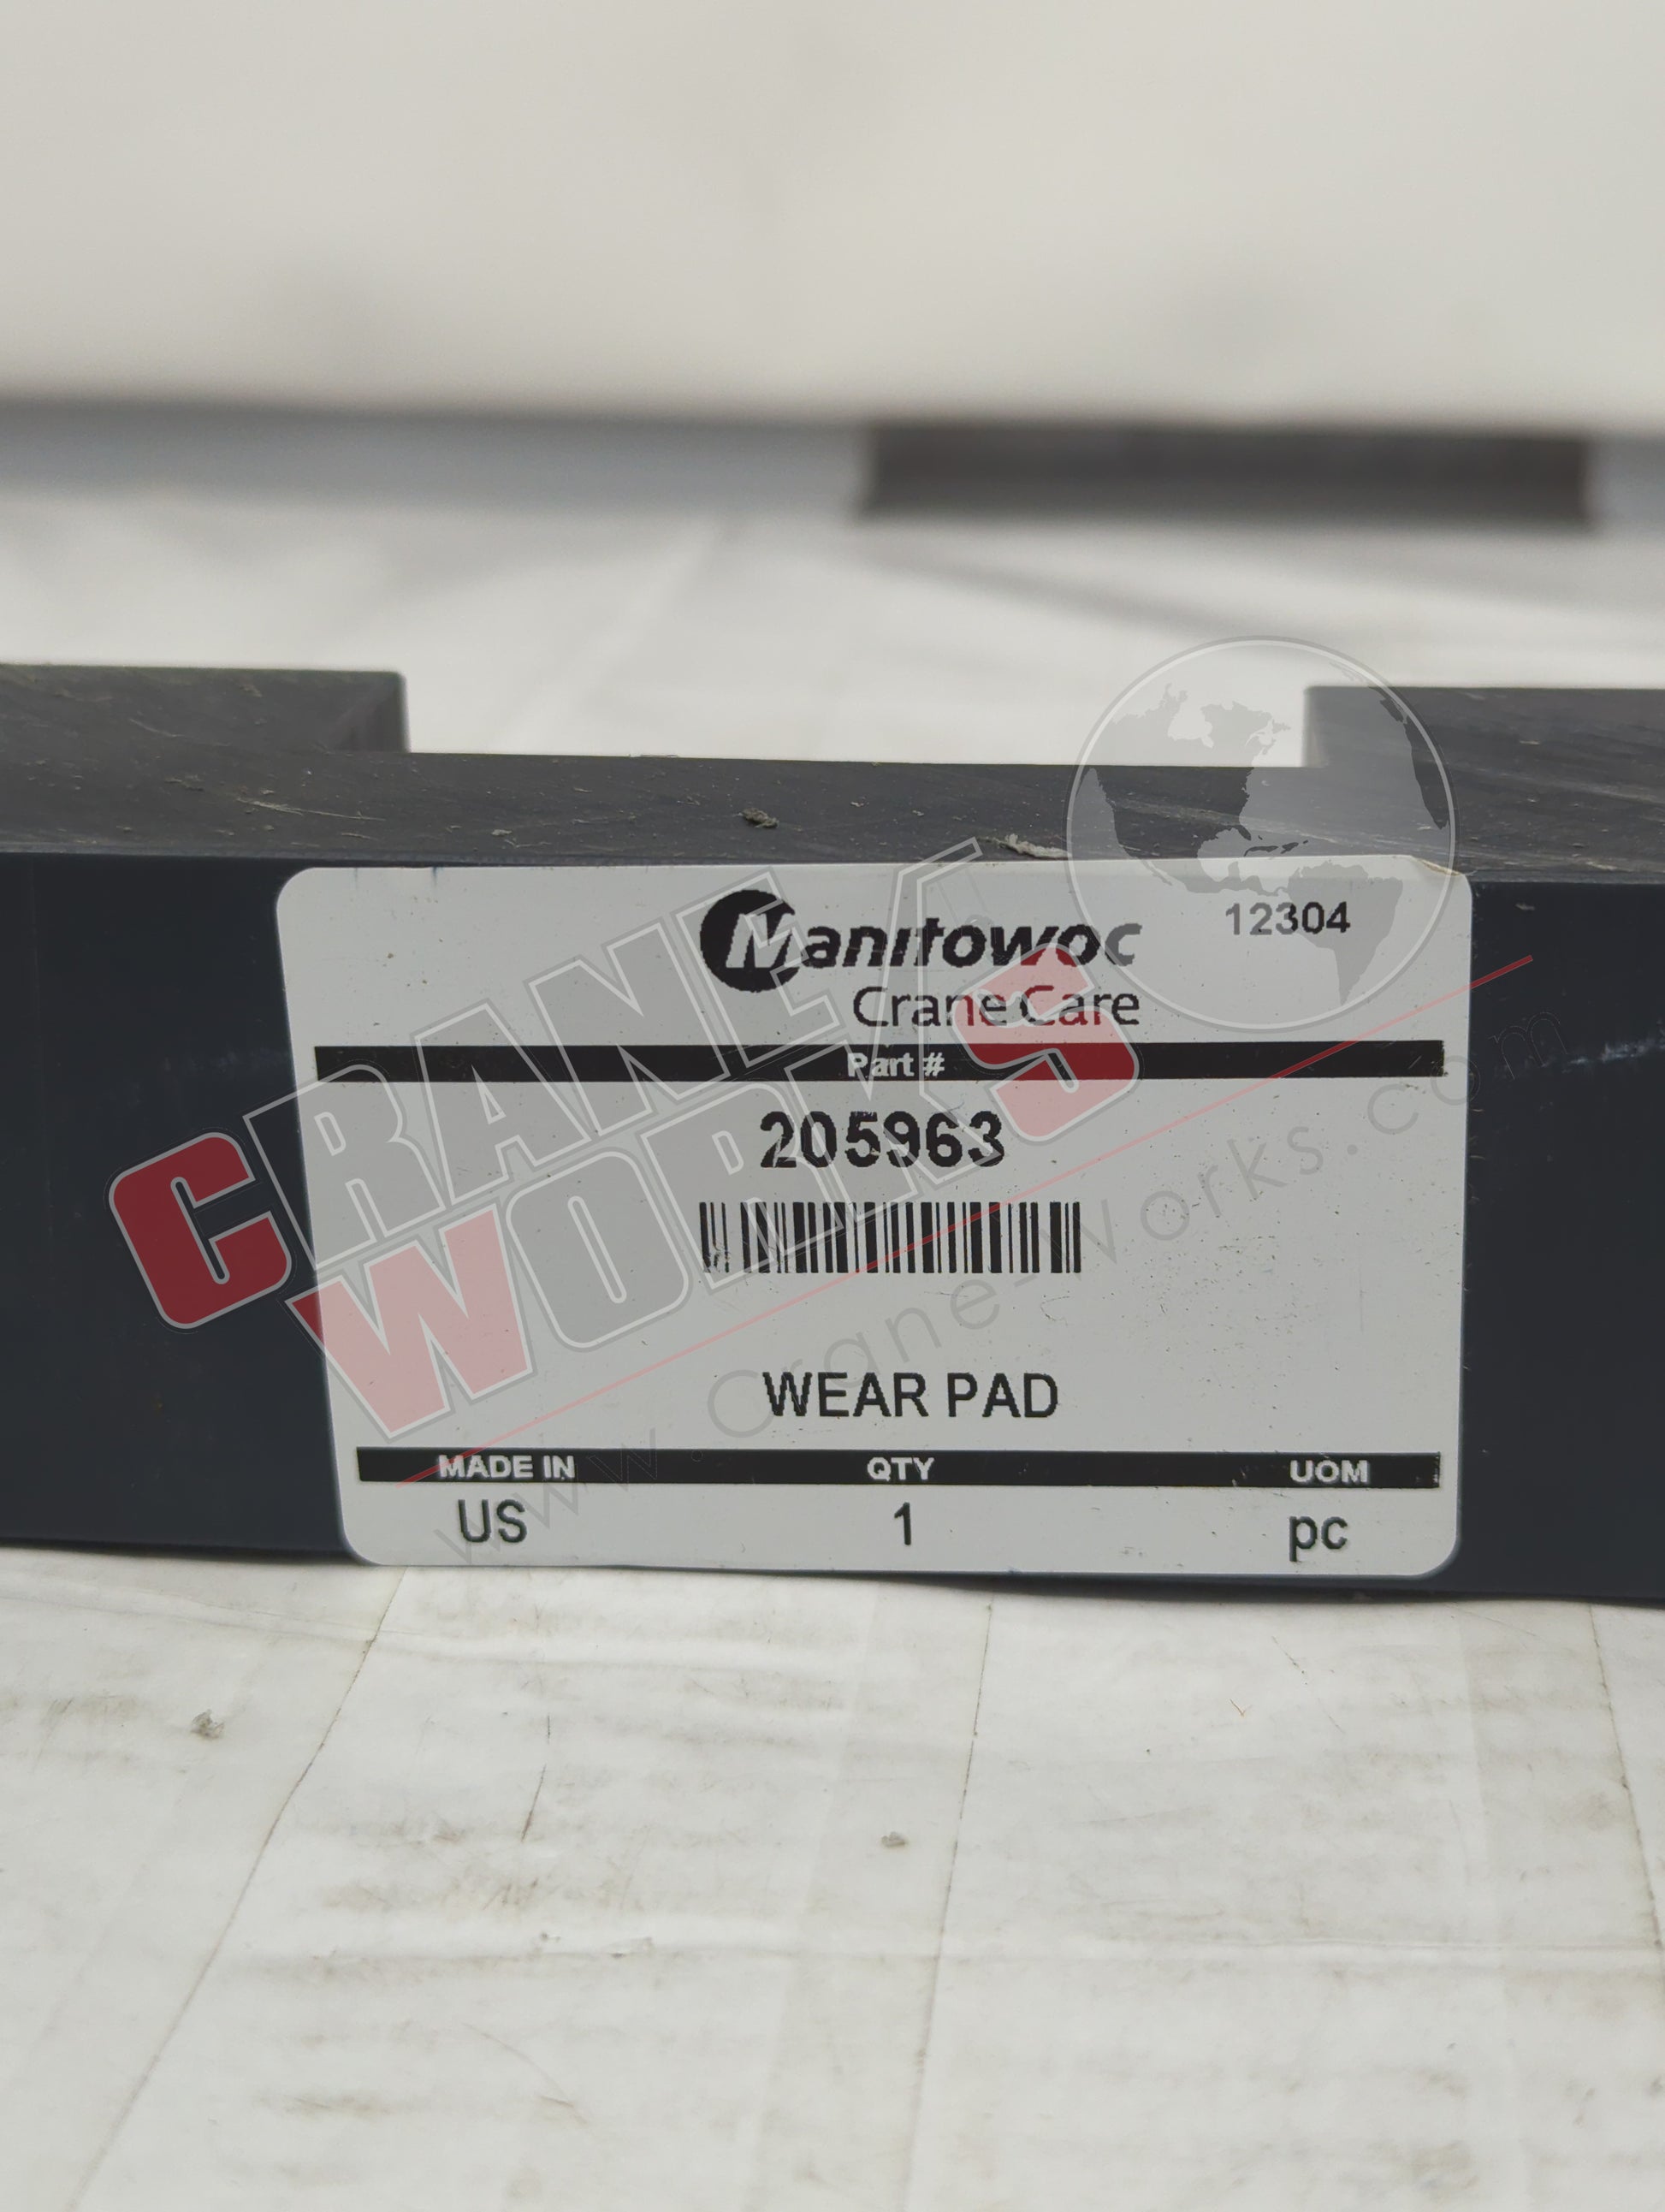 Manitowoc
12304
Crane Care
Part #
205963
WEAR PAD
MADE IN QTY UOM
US 1 pc
CRANE
WORKS
www.crane-works.com